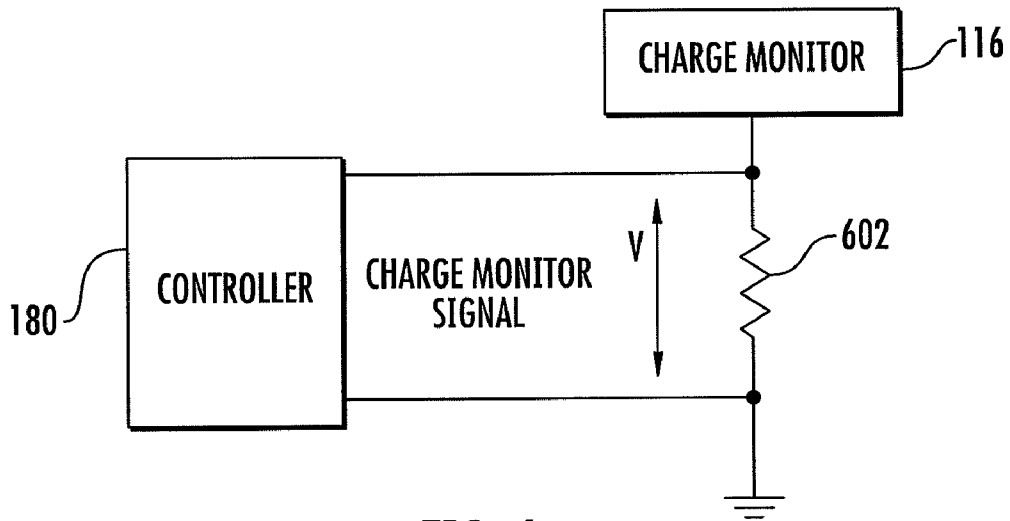 CHARGE MONITOR
116
602
V
CONTROLLER
CHARGE MONITOR
SIGNAL
180